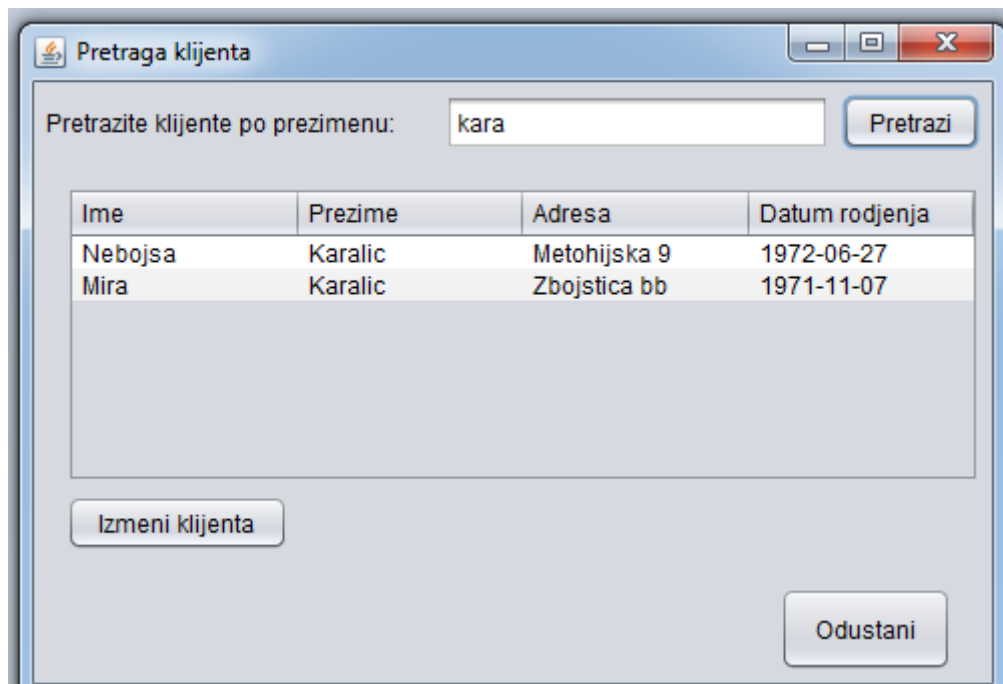 Pretraga klijenta
Pretrazite klijente po prezimenu: kara Pretrazi
Ime Prezime Adresa Datum rodjenja
Nebojsa Karalic Metohijska 9 1972-06-27
Mira Karalic Zbojstica bb 1971-11-07
Izmeni klijenta
Odustani